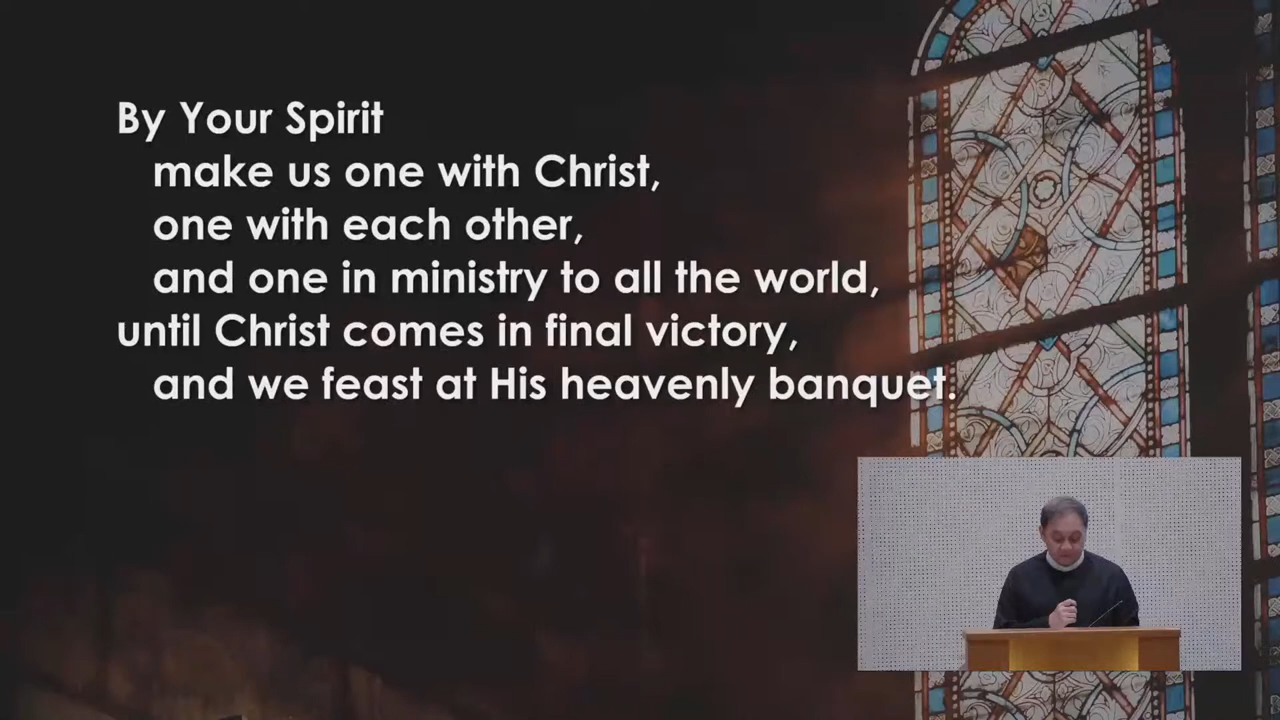 By Your Spirit
make us one with Christ,
one with each other,
and one in ministry to all the world,
until Christ comes in final victory,
and we feast at His heavenly banquet.